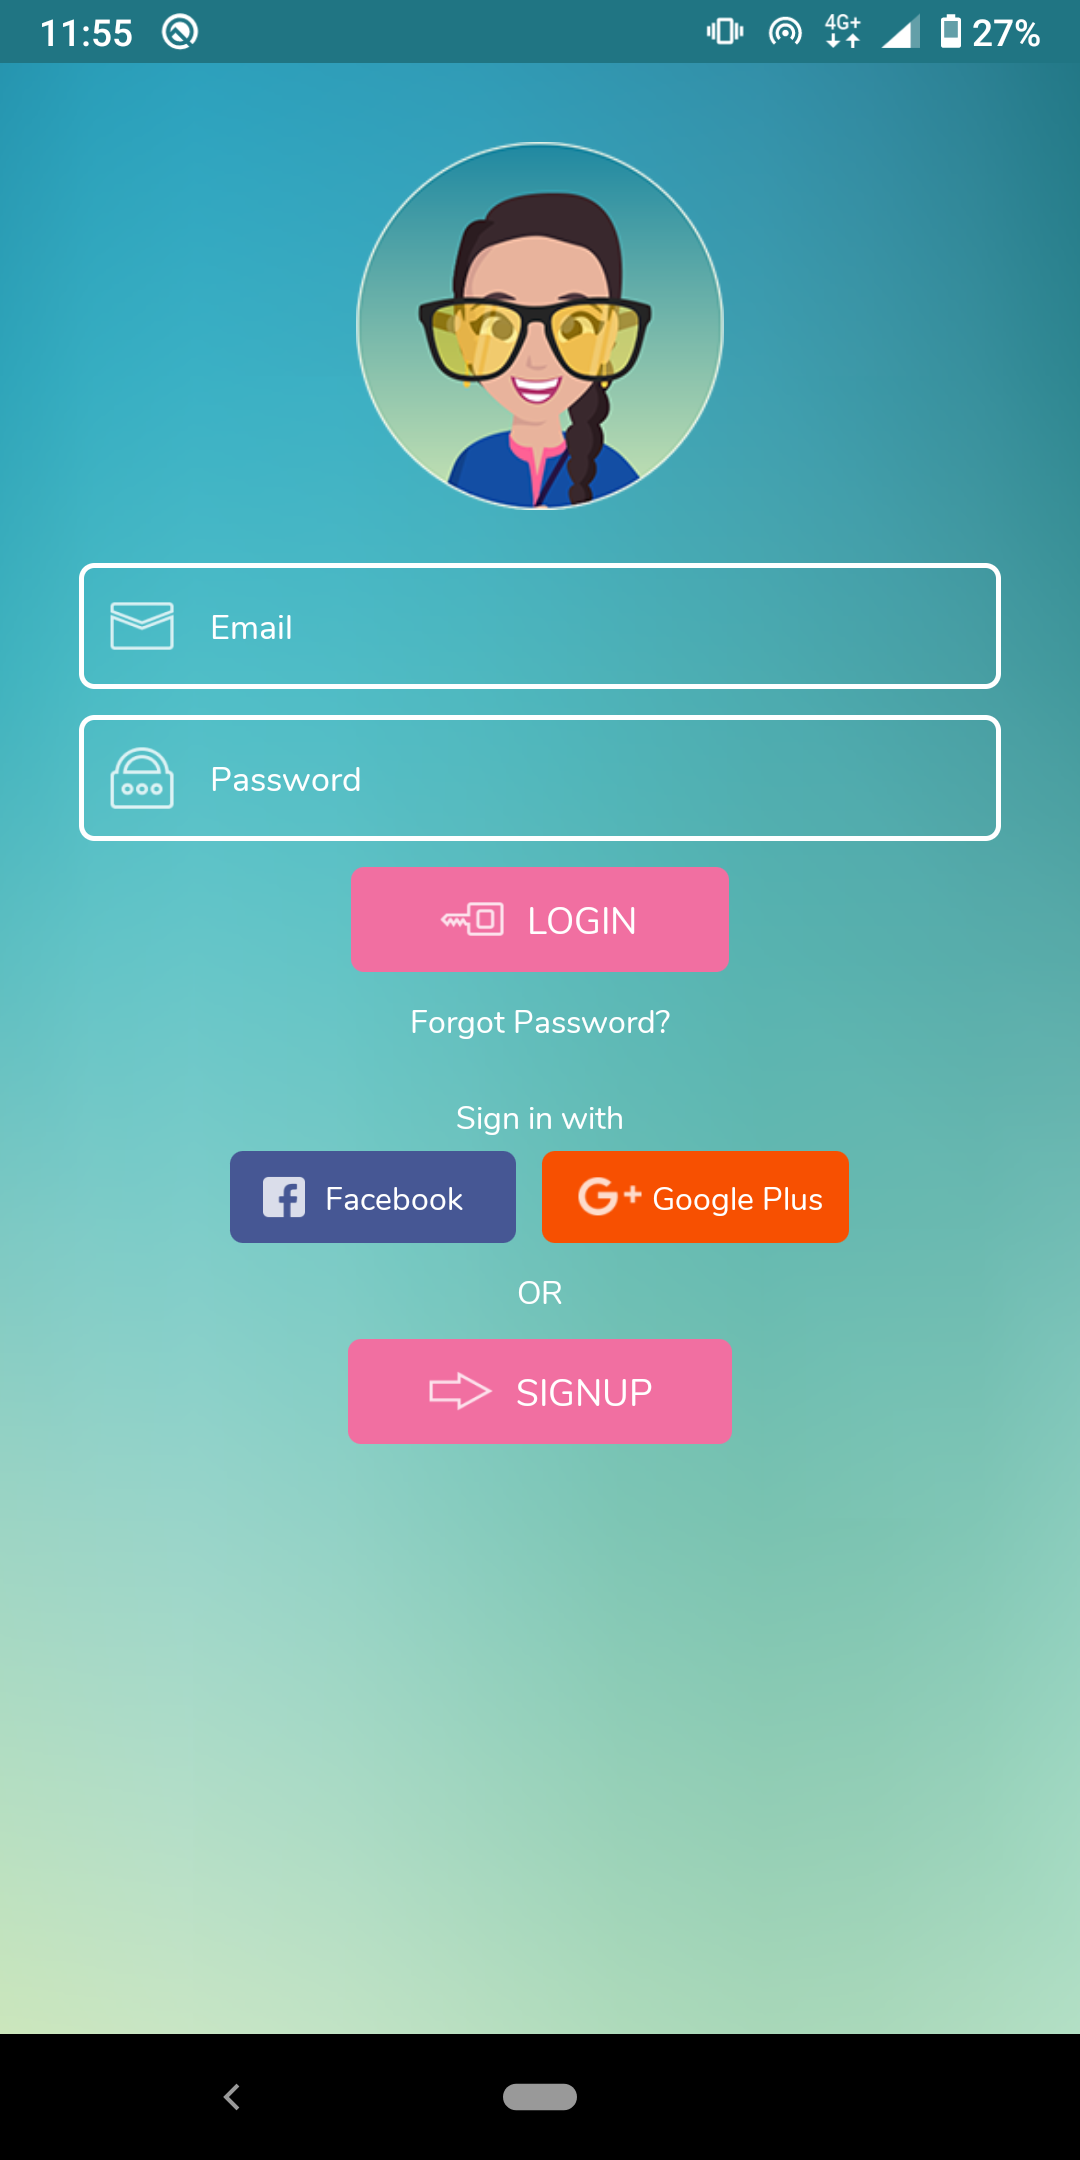 11:55 4G+ 27%
Email
Password
LOGIN
Forgot Password?
Sign in with
Facebook G+ Google Plus
OR
SIGNUP